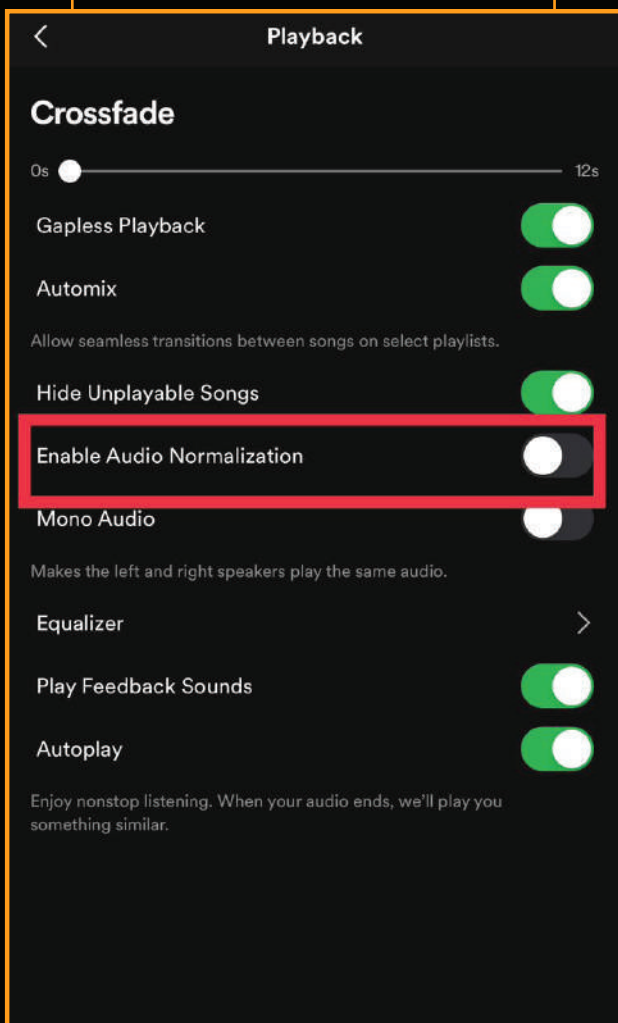 Playback
Crossfade
0s 12s
Gapless Playback
Automix
Allow seamless transitions between songs on select playlists.
Hide Unplayable Songs
Enable Audio Normalization
Mono Audio
Makes the left and right speakers play the same audio.
Equalizer
Play Feedback Sounds
Autoplay
Enjoy nonstop listening. When your audio ends, we'll play you
something similar.